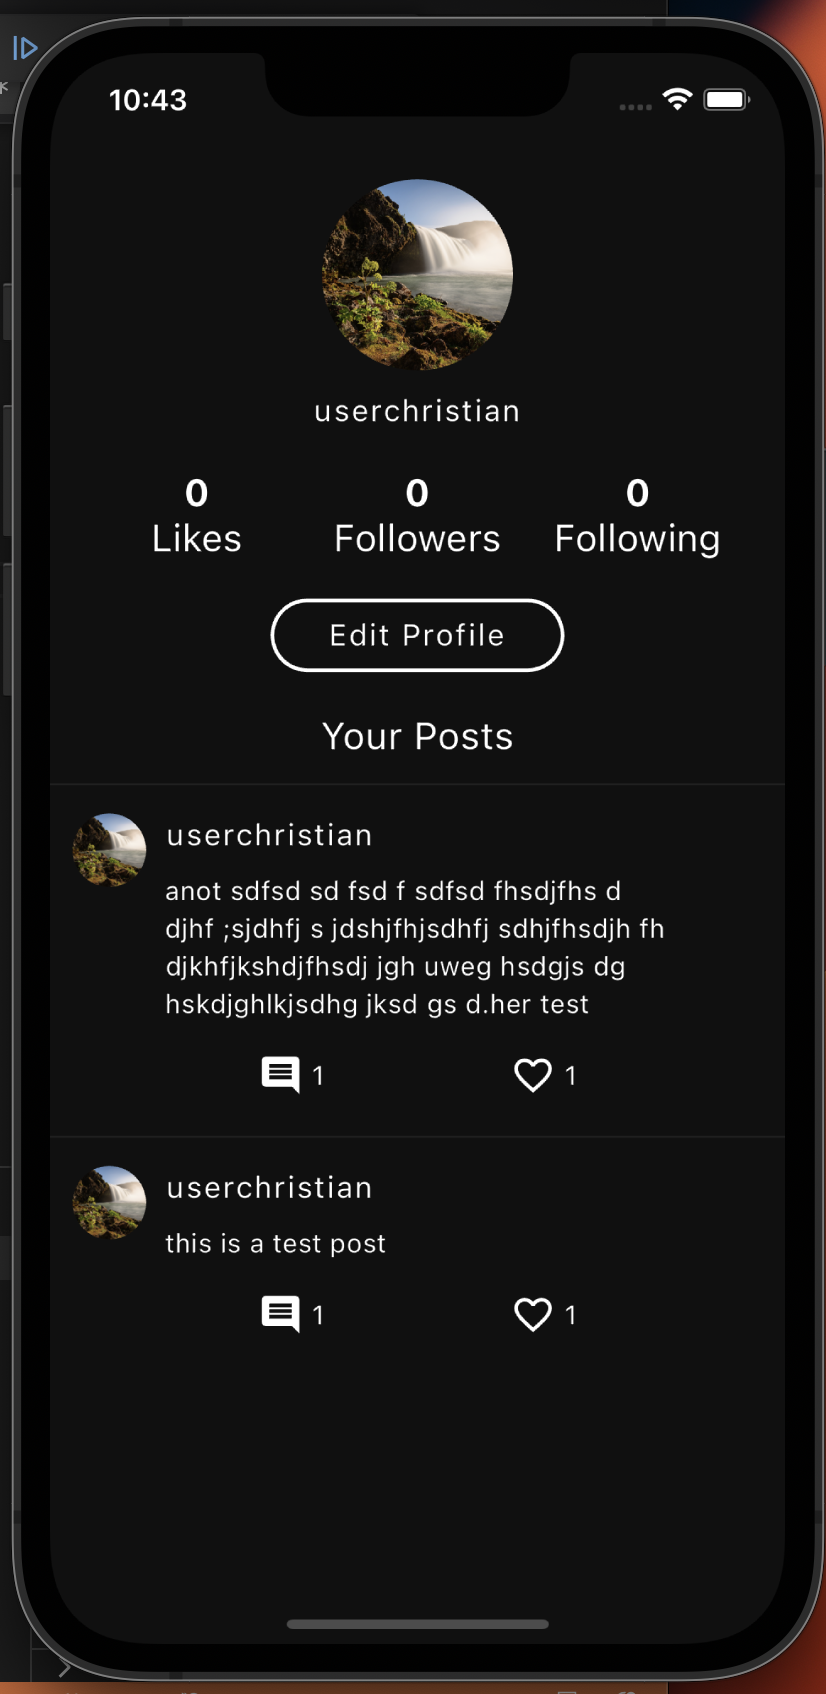 10:43
userchristian
0 0 0
Likes Followers Following
Edit Profile
Your Posts
userchristian
anot sdfsd sd fsd f sdfsd fhsdjfhs d
djhf ;sjdhfj s jdshjfhjsdhfj sdhjfhsdjh fh
djkhfjkshdjfhsdj jgh uweg hsdgjs dg
hskdjghlkjsdhg jksd gs d.her test
1 1
userchristian
this is a test post
1 1